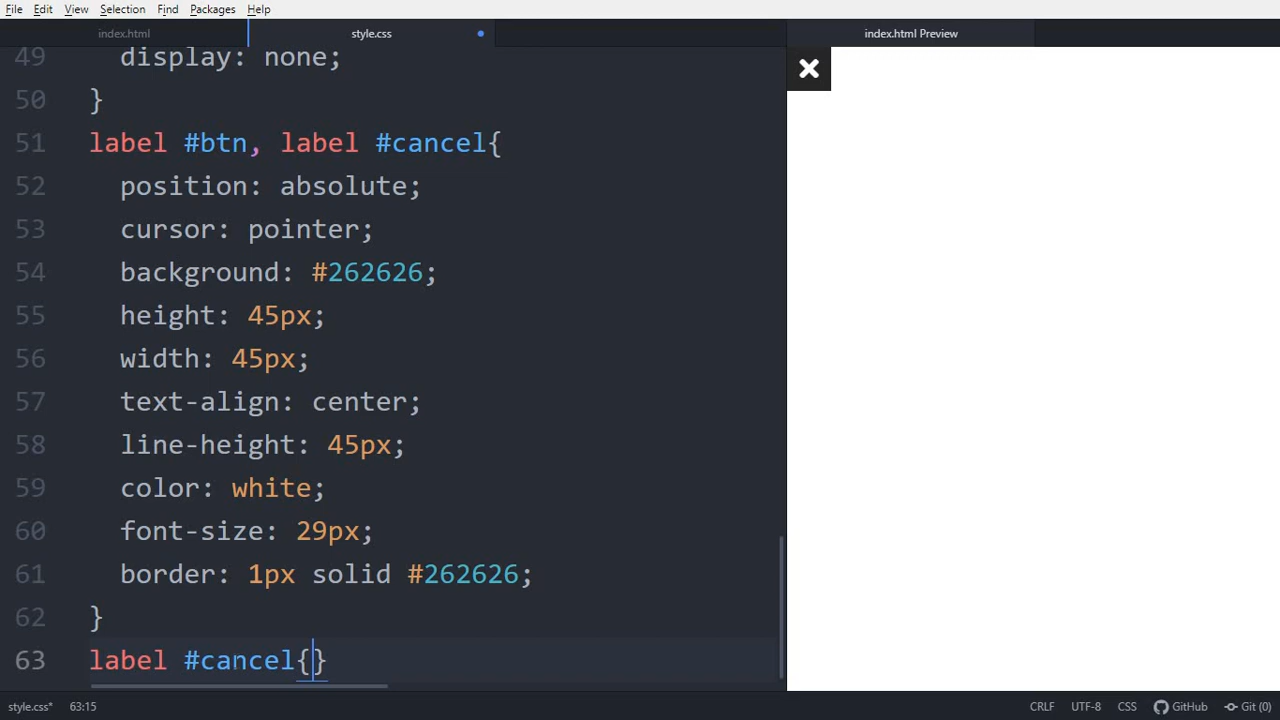 File Edit View Selection Find Packages Help
index.html style.css index.html Preview
49 display: none;
50 }
51 label #btn, label #cancel{
52 position: absolute;
53 cursor: pointer;
54 background: #262626;
55 height: 45px;
56 width: 45px;
57 text-align: center;
58 line-height: 45px;
59 color: white;
60 font-size: 29px;
61 border: 1px solid #262626;
62 }
63 label #cancel{}
style.css* 63:15 CRLF UTF-8 CSS GitHub Git (0)